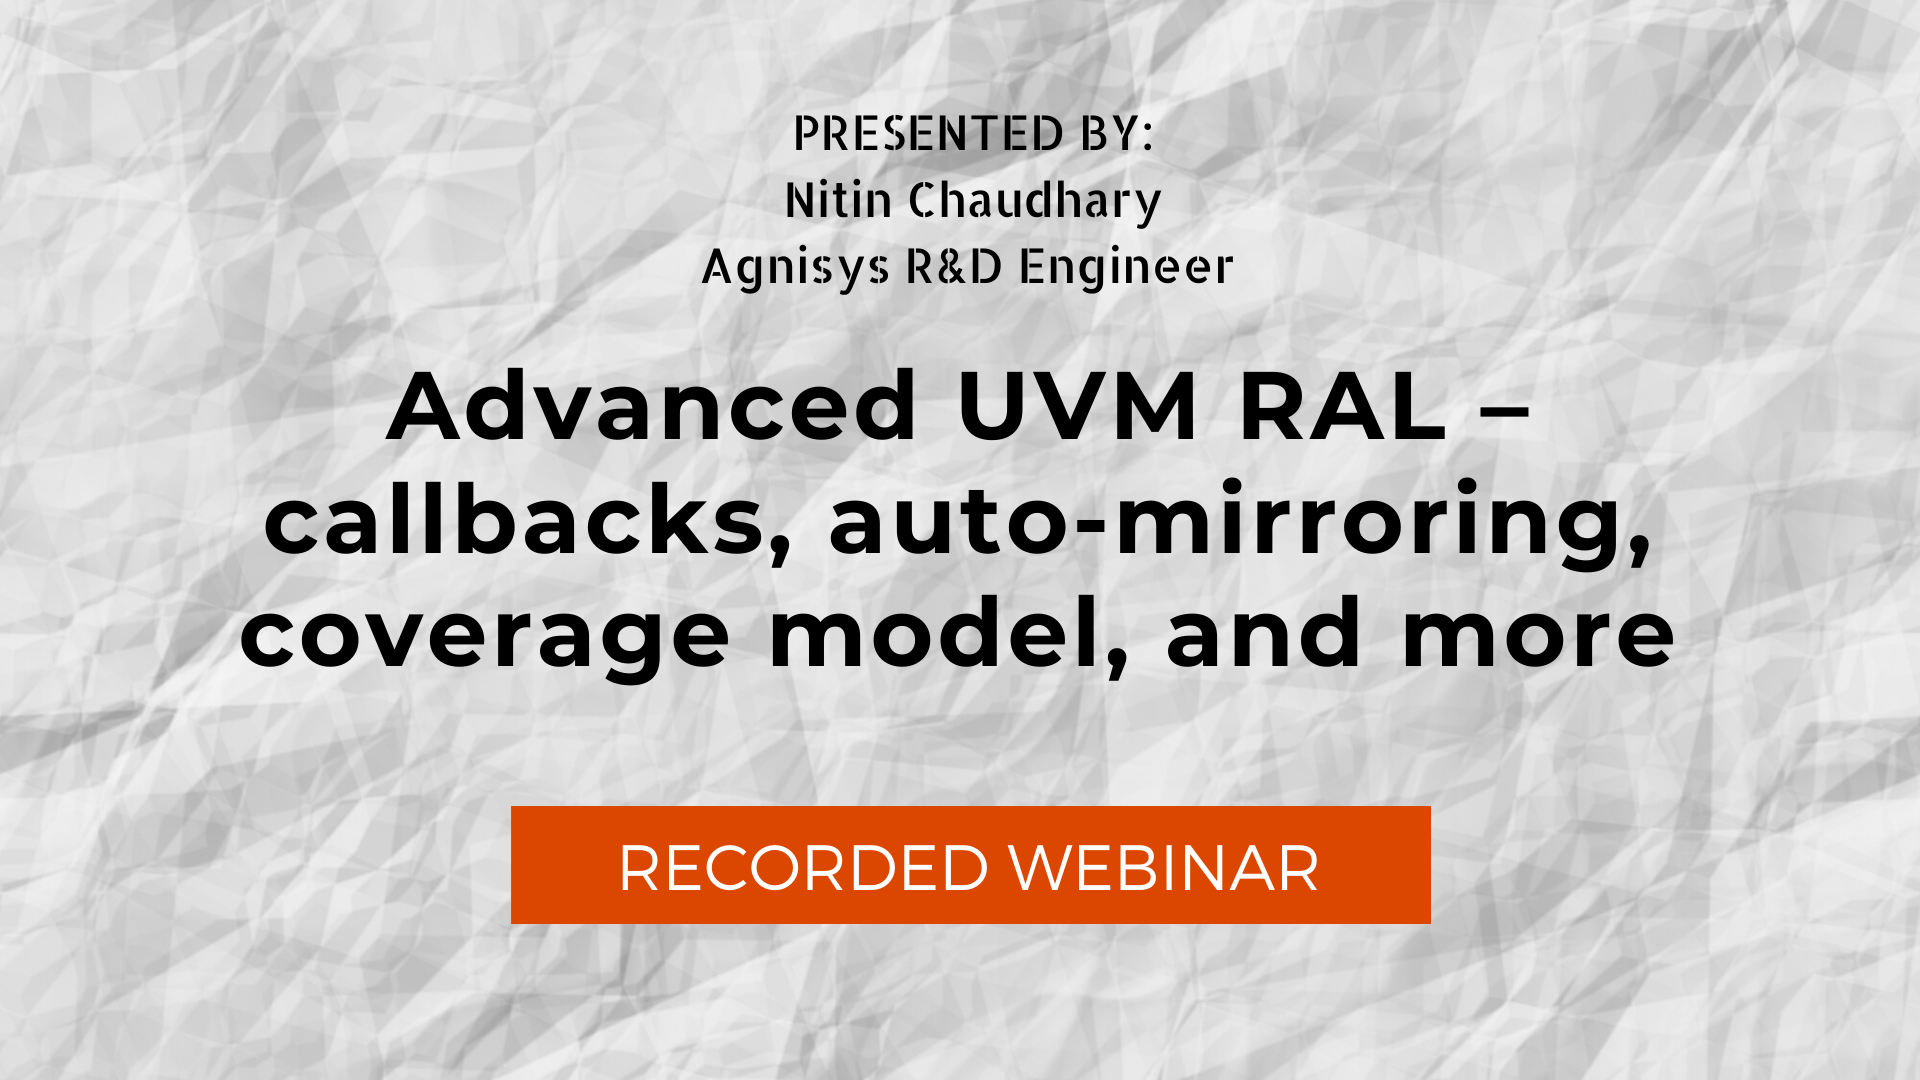 PRESENTED BY:
Nitin Chaudhary
Agnisys R&D Engineer
Advanced UVM RAL –
callbacks, auto-mirroring,
coverage model, and more
RECORDED WEBINAR